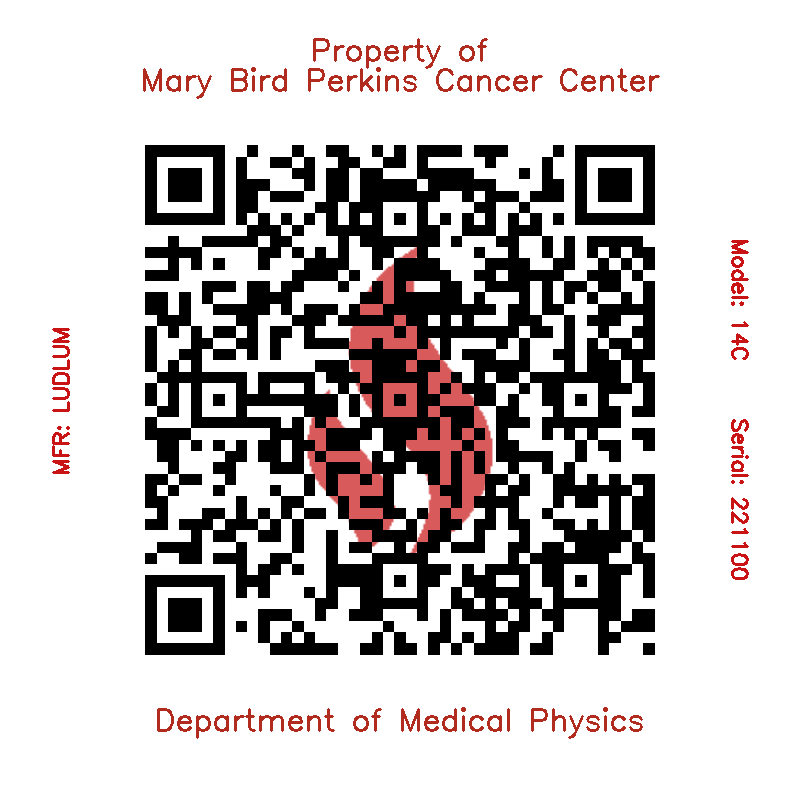 Property of
Mary Bird Perkins Cancer Center
MFR: LUDLUM
Model: 14C Serial: 221100
Department of Medical Physics